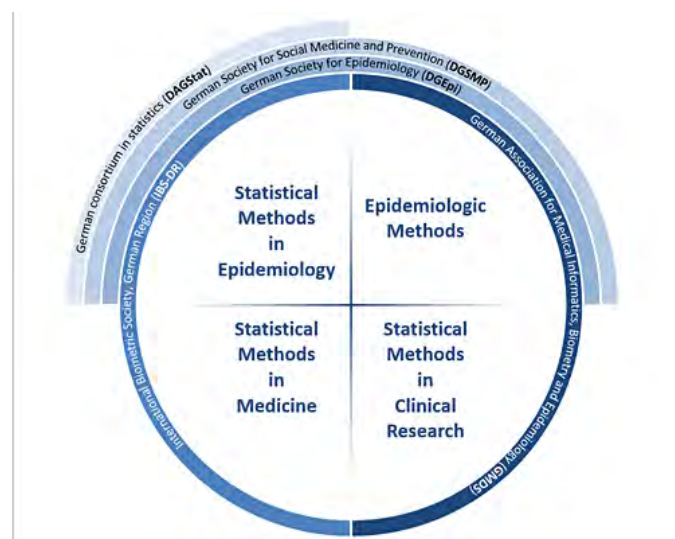 German consortium in statistics (DAGStat)
German Society for Social Medicine and Prevention (DGSMP)
German Society for Epidemiology (DGEpi)
International Biometric Society, German Region (IBS-DR)
German Association for Medical Informatics, Biometry and Epidemiology (GMDS)
Statistical
Methods
in
Epidemiology
Epidemiologic
Methods
Statistical
Methods
in
Medicine
Statistical
Methods
in
Clinical
Research